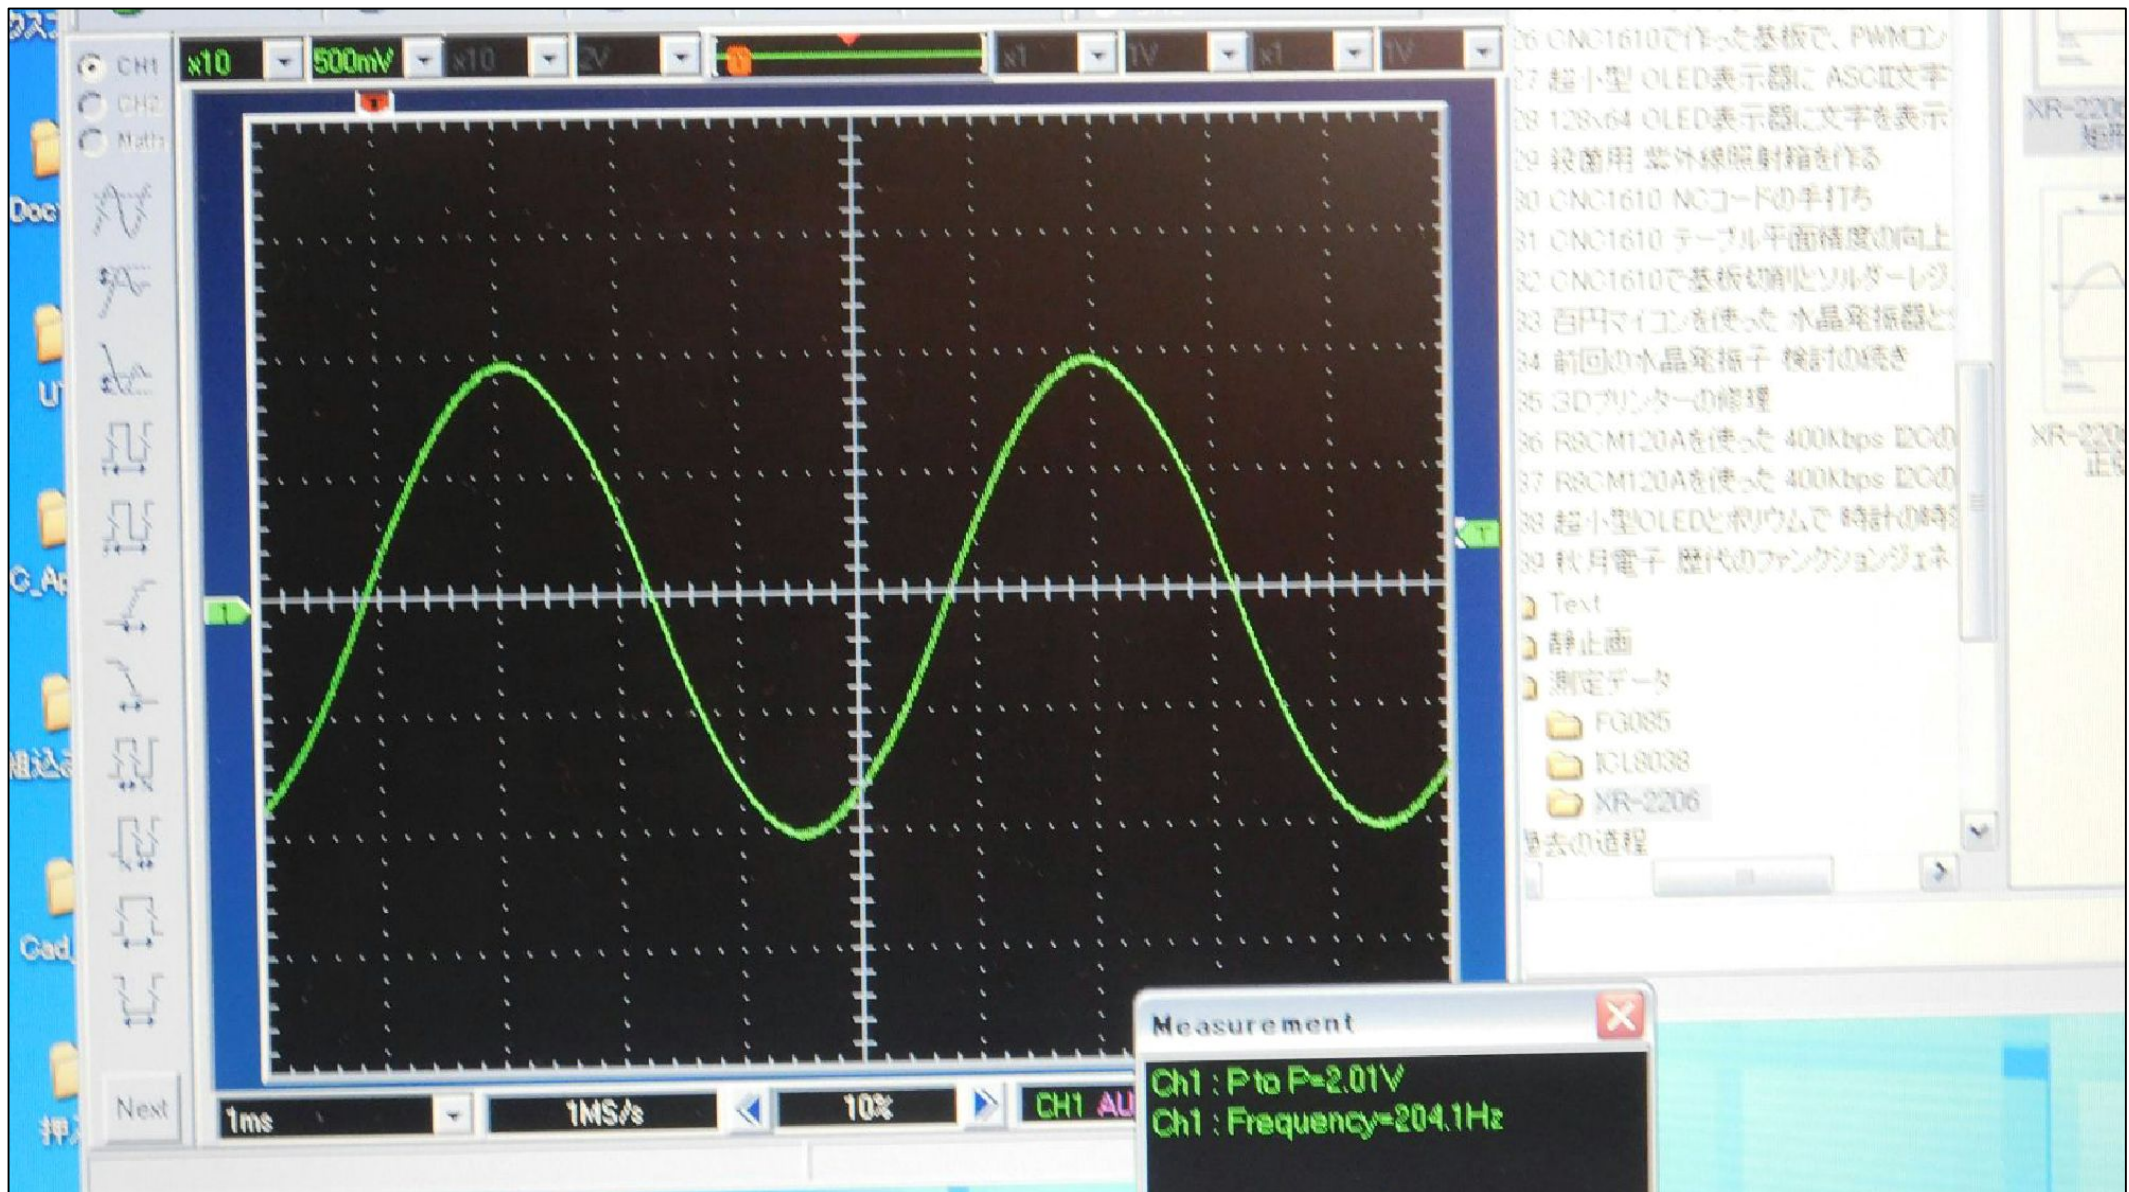 CH1
x10
500mV
x10
2V
x1
1V
x1
1V
CH2
Math
26 CNC1610で作った基板で、PWMコン
27 超小型 OLED表示器に ASCII文字
28 128x64 OLED表示器に文字を表示
29 殺菌用 紫外線照射箱を作る
30 CNC1610 NCコードの手打ち
31 CNC1610 テーブル平面精度の向上
32 CNC1610で基板切削とソルダーレジ
33 百円マイコンを使った 水晶発振器と
34 前回の水晶発振子 検討の続き
35 3Dプリンターの修理
36 R8CM120Aを使った 400Kbps I2Cの
37 R8CM120Aを使った 400Kbps I2Cの
38 超小型OLEDとボリウムで 時計の時
39 秋月電子 歴代のファンクションジェネ
Text
静止画
測定データ
FG085
ICL8038
XR-2206
過去の道程
XR-220
XR-220
Doc
組込
Cad_
押
1
T
Next
1ms
1MS/s
10%
CH1 AU
Measurement
Ch1 : P to P=2.01V
Ch1 : Frequency=204.1Hz